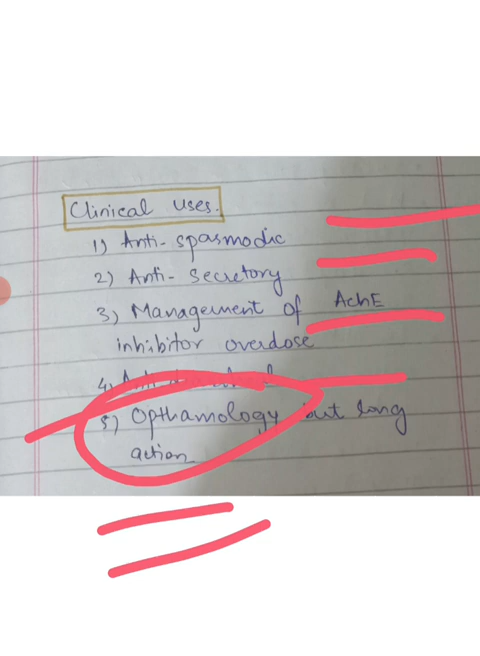 Clinical uses.
1) Anti-spasmodic
2) Anti-secretory
3) Management of AchE
inhibitor overdose
4)
5) Opthamology but long
action